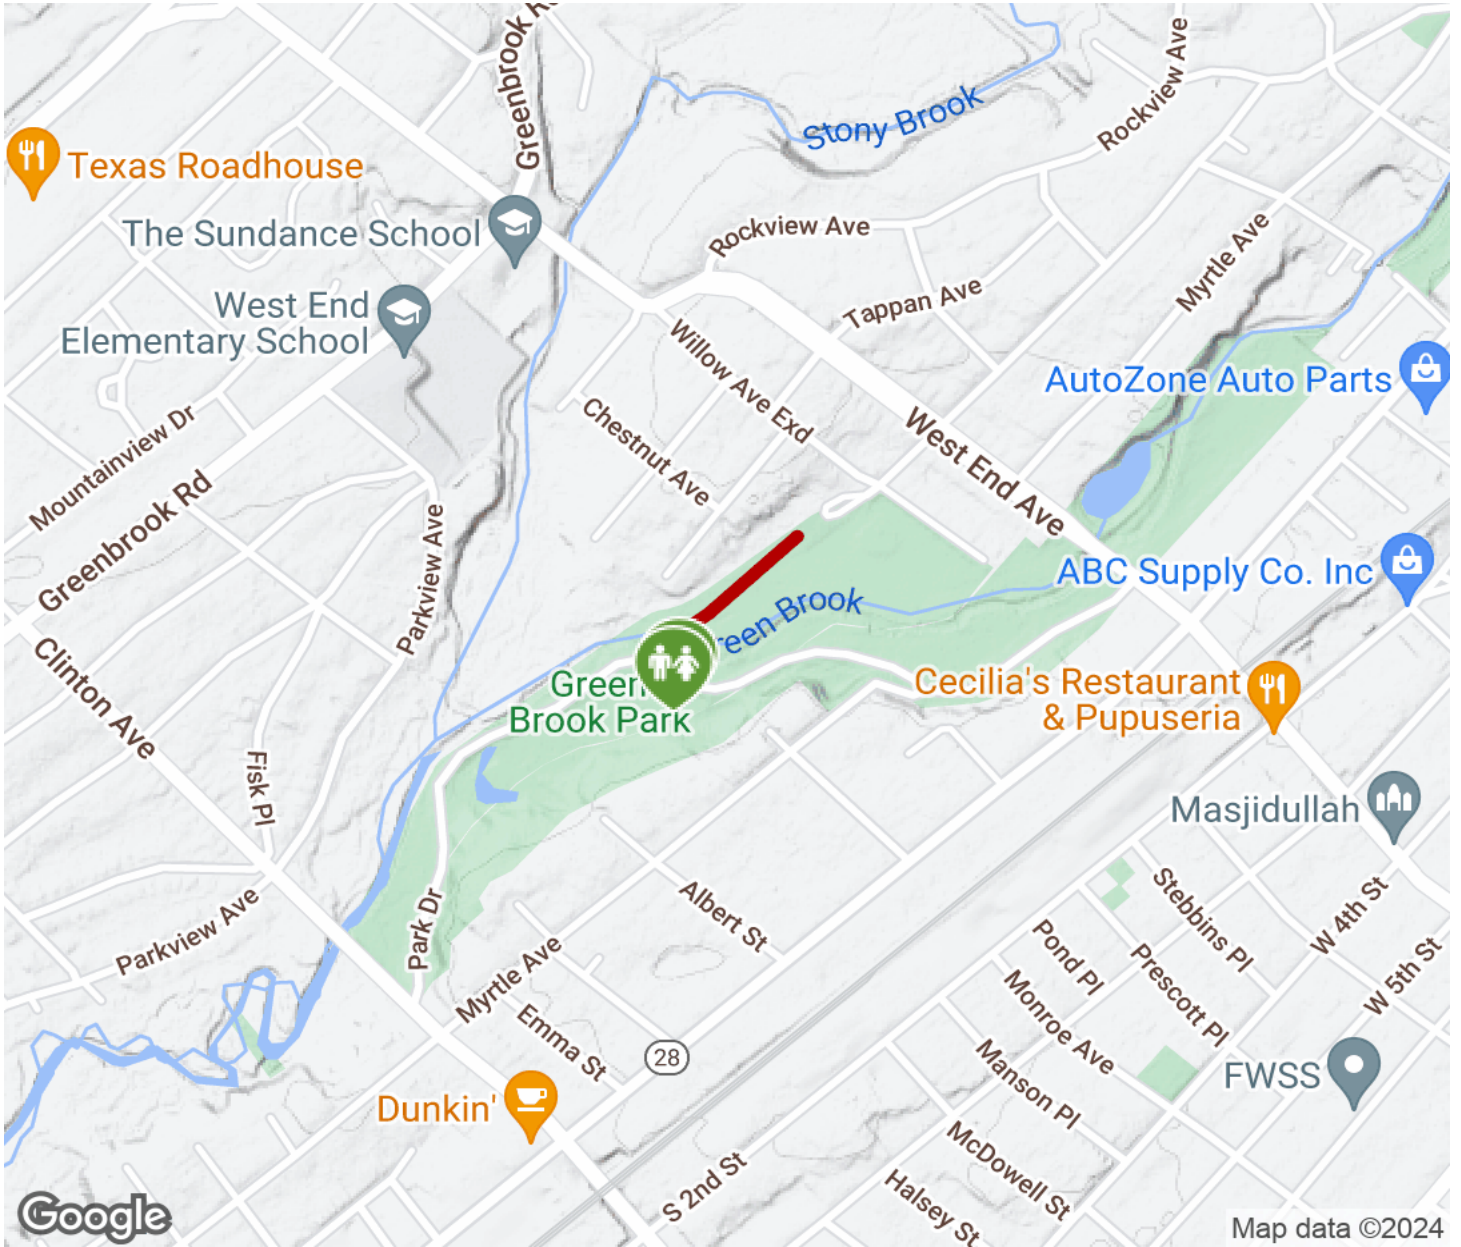 Greenbrook Rd
Stony Brook
Rockview Ave
Texas Roadhouse
The Sundance School
Rockview Ave
Myrtle Ave
West End
Elementary School
Tappan Ave
Willow Ave Exd
AutoZone Auto Parts
Chestnut Ave
West End Ave
Mountainview Dr
Greenbrook Rd
Parkview Ave
ABC Supply Co. Inc
reen Brook
Clinton Ave
Green
Brook Park
Cecilia's Restaurant
& Pupuseria
Fisk Pl
Masjidullah
Parkview Ave
Park Dr
Albert St
Stebbins Pl
W 4th St
Myrtle Ave
Pond Pl
Prescott Pl
W 5th St
Emma St
28
Monroe Ave
Manson Pl
FWSS
Dunkin'
McDowell St
S 2nd St
Halsey St
Google
Map data ©2024